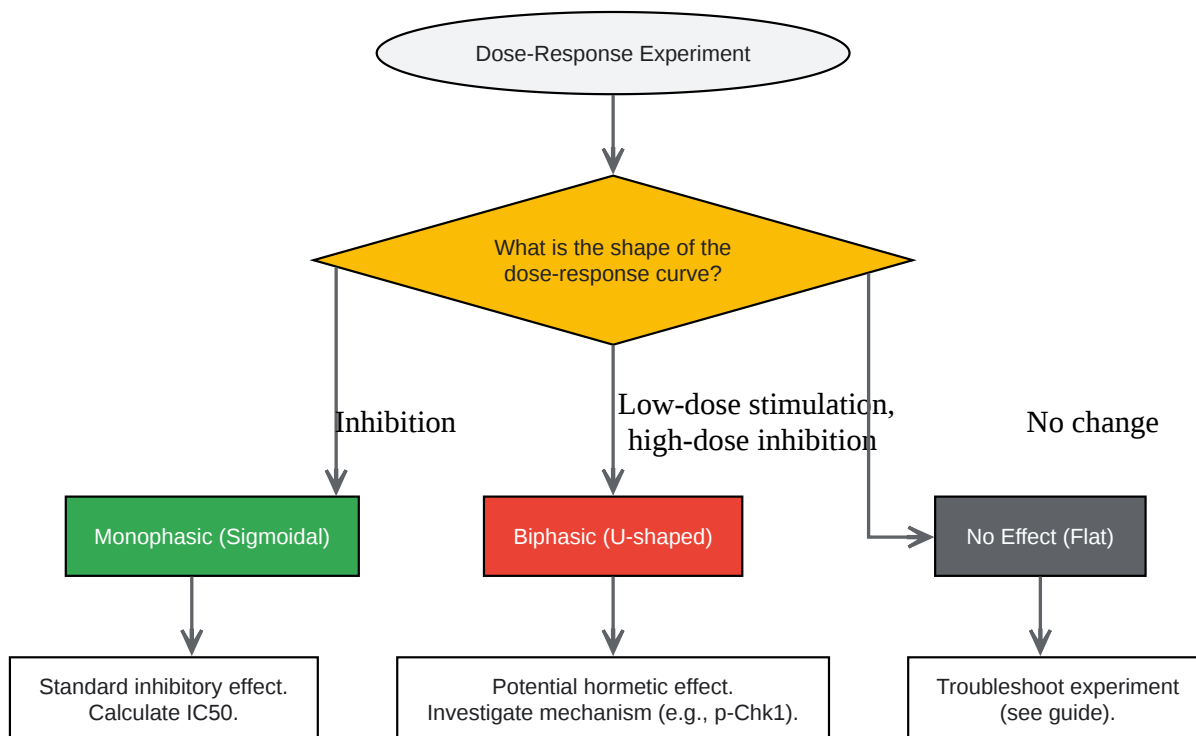 Dose-Response Experiment
What is the shape of the
dose-response curve?
Inhibition
Low-dose stimulation,
high-dose inhibition
No change
Monophasic (Sigmoidal)
Biphasic (U-shaped)
No Effect (Flat)
Standard inhibitory effect.
Calculate IC50.
Potential hormetic effect.
Investigate mechanism (e.g., p-Chk1).
Troubleshoot experiment
(see guide).